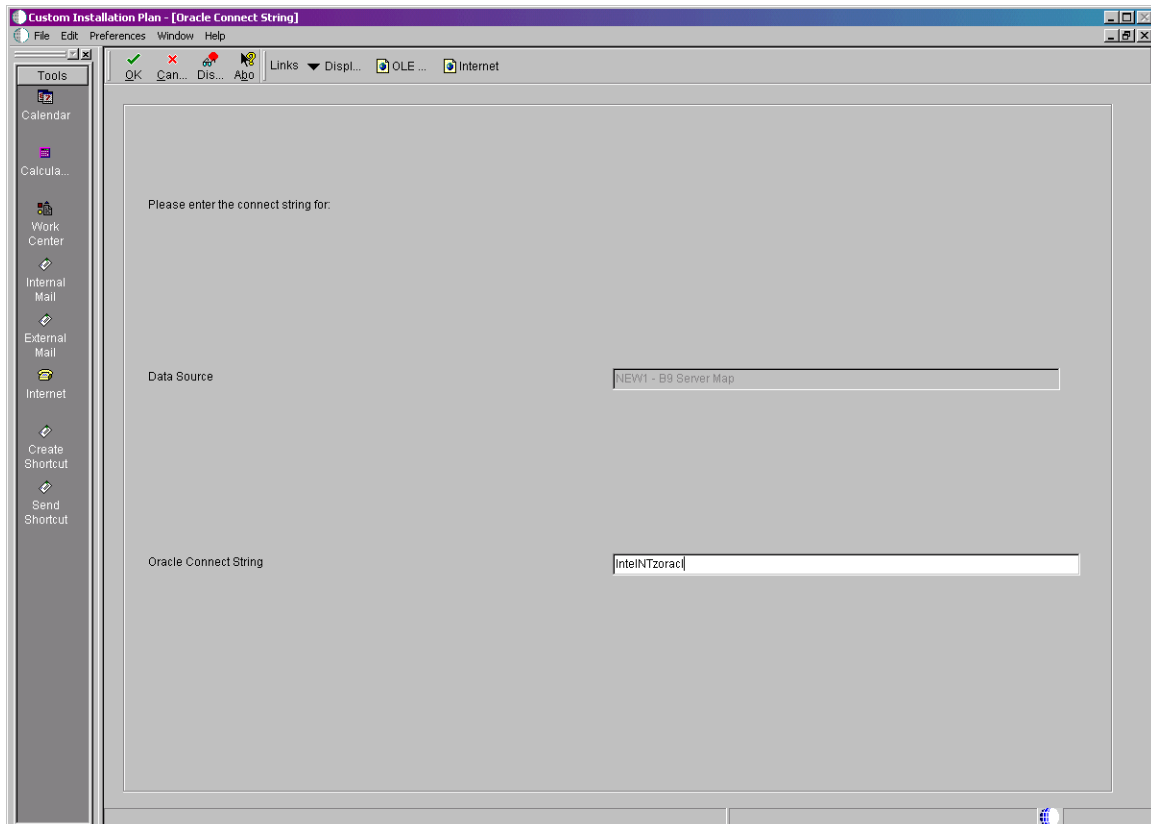 Custom Installation Plan - [Oracle Connect String]
File Edit Preferences Window Help
Tools
OK Can... Dis... Abo Links Displ... OLE ... Internet
Calendar
Calcula...
Work
Center
Internal
Mail
External
Mail
Internet
Create
Shortcut
Send
Shortcut
Please enter the connect string for:
Data Source
NEW1 - B9 Server Map
Oracle Connect String
IntelNTzoracl